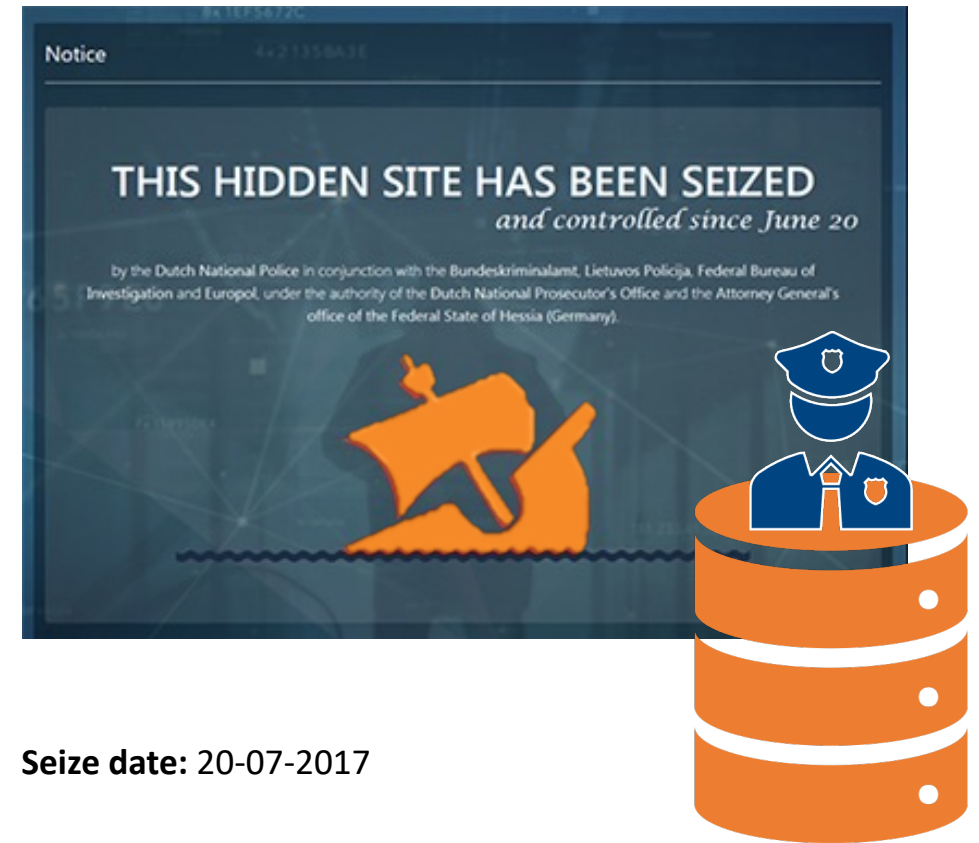 Notice
THIS HIDDEN SITE HAS BEEN SEIZED
and controlled since June 20
by the Dutch National Police in conjunction with the Bundeskriminalamt, Lietuvos Policija, Federal Bureau of
Investigation and Europol, under the authority of the Dutch National Prosecutor's Office and the Attorney General's
office of the Federal State of Hessia (Germany).
Seize date: 20-07-2017